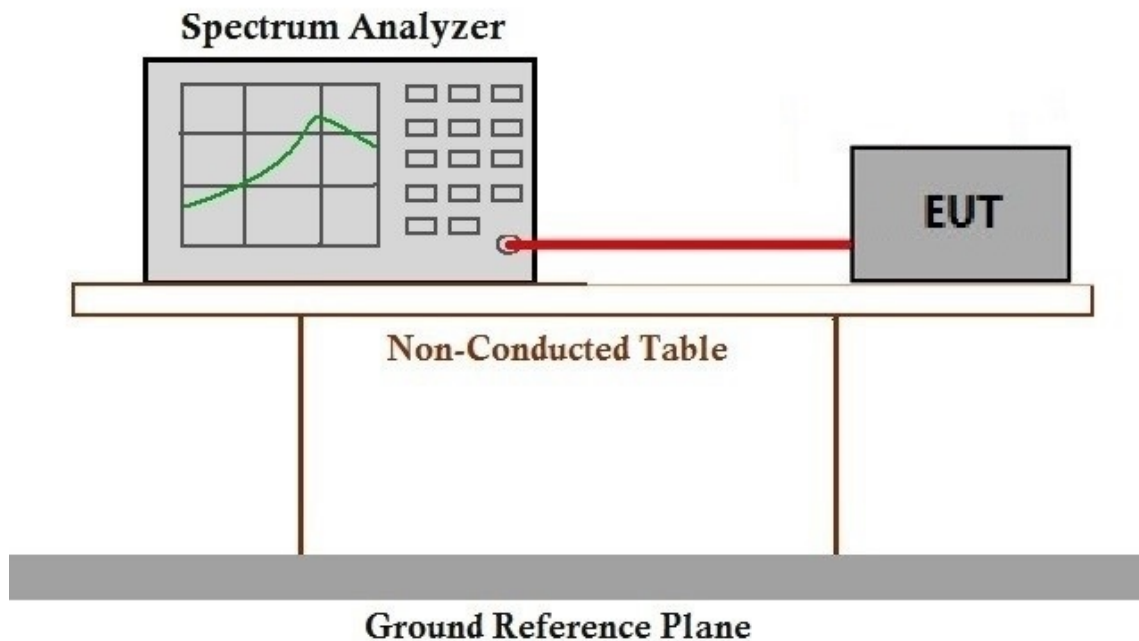 Spectrum Analyzer
EUT
Non-Conducted Table
Ground Reference Plane